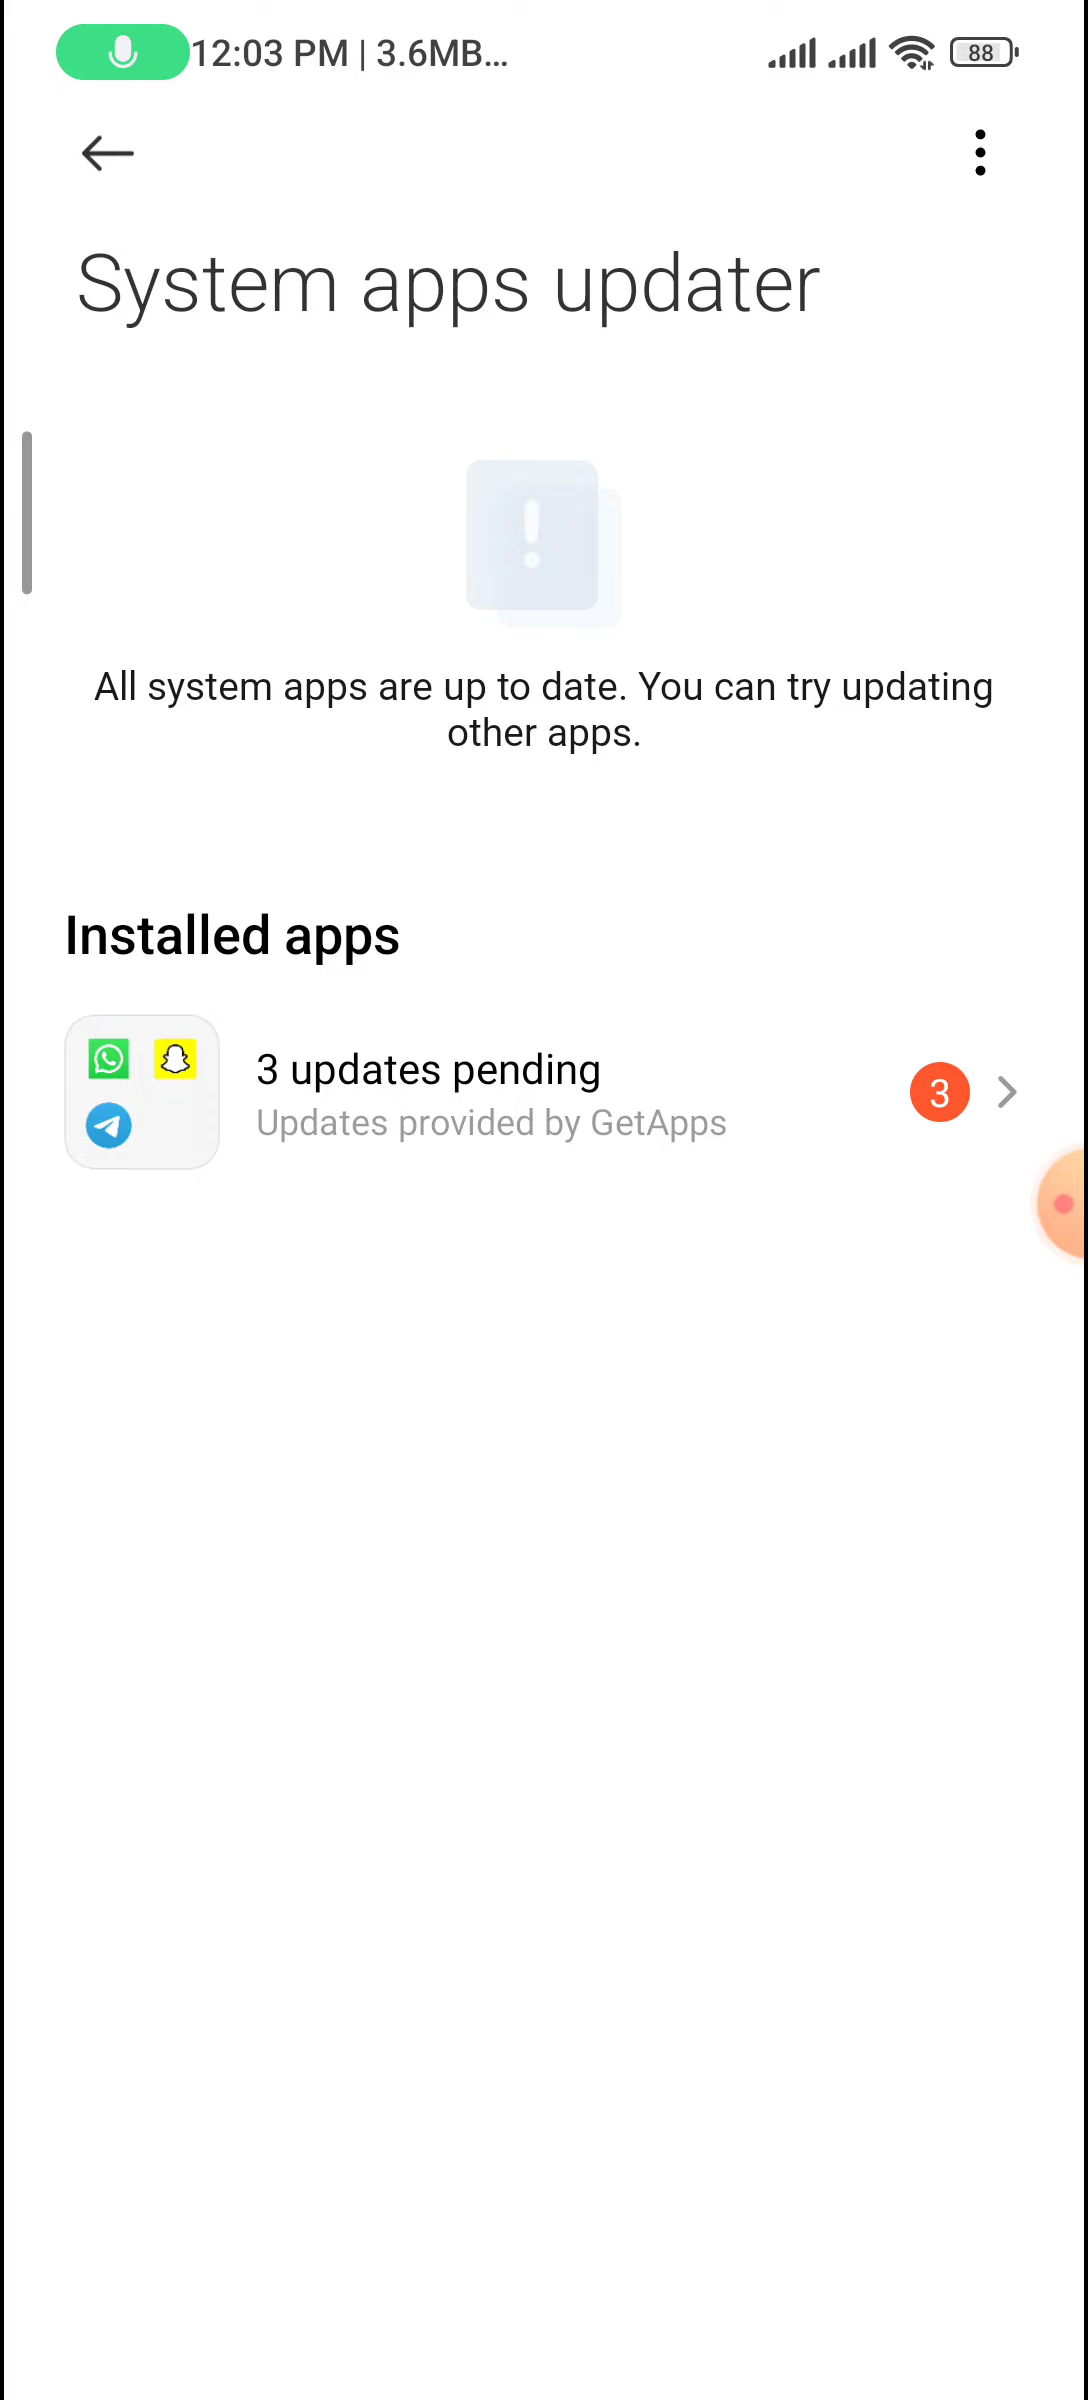 12:03 PM | 3.6MB...
88
System apps updater
All system apps are up to date. You can try updating
other apps.
Installed apps
3 updates pending
Updates provided by GetApps
3